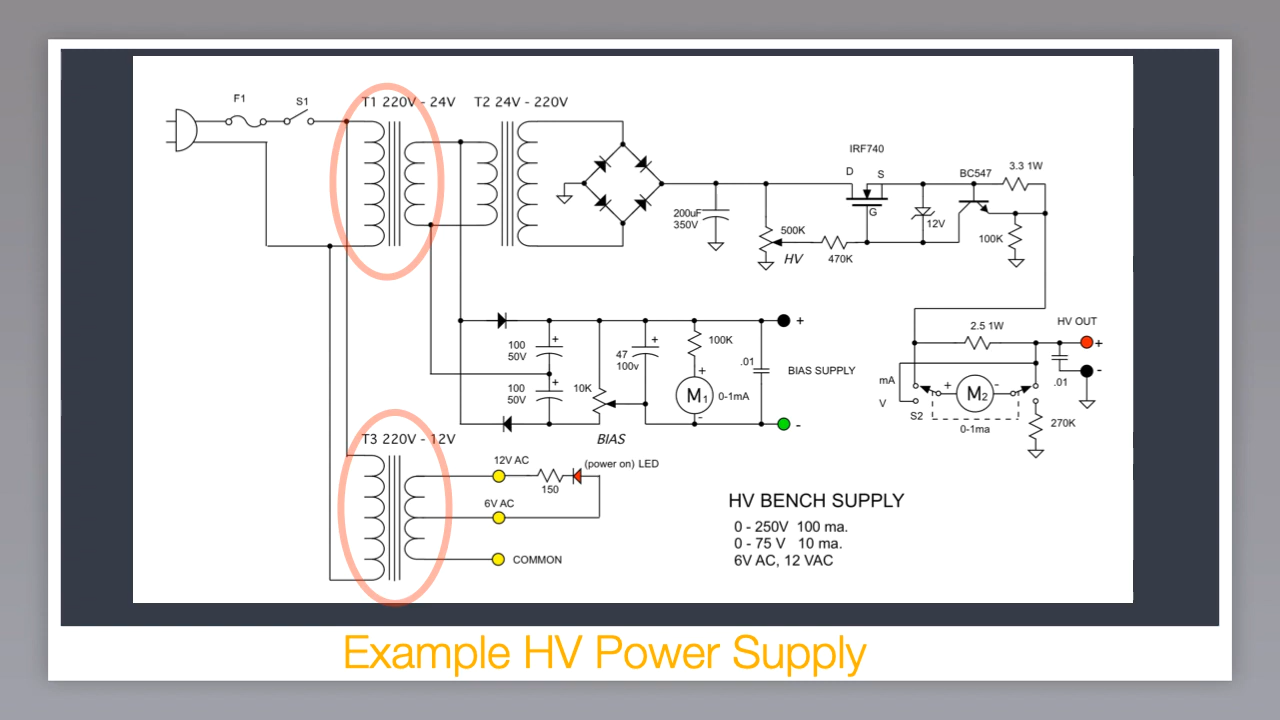 F1
S1
T1 220V - 24V
T2 24V - 220V
IRF740
D
S
G
BC547
3.3 1W
200uF
350V
500K
HV
470K
12V
100K
2.5 1W
HV OUT
+
-
.01
mA
V
S2
+
M2
-
0-1ma
270K
100
50V
+
100
50V
+
10K
BIAS
47
100v
+
100K
+
M1
-
0-1mA
.01
+
BIAS SUPPLY
-
T3 220V - 12V
12V AC
150
(power on) LED
6V AC
COMMON
HV BENCH SUPPLY
0 - 250V 100 ma.
0 - 75 V 10 ma.
6V AC, 12 VAC
Example HV Power Supply